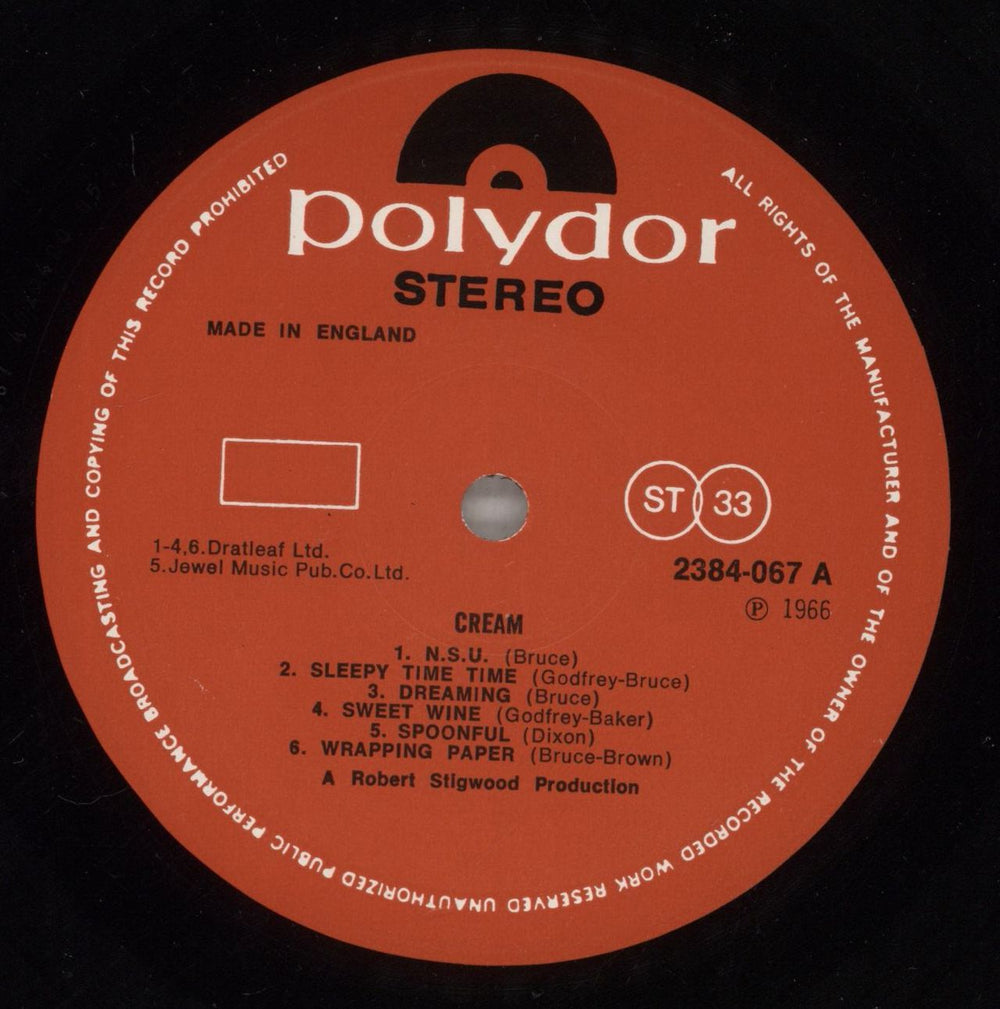 polydor
STEREO
MADE IN ENGLAND
ST 33
1-4,6.Dratleaf Ltd.
5.Jewel Music Pub.Co.Ltd.
2384-067 A
Ⓟ 1966
CREAM
1. N.S.U. (Bruce)
2. SLEEPY TIME TIME (Godfrey-Bruce)
3. DREAMING (Bruce)
4. SWEET WINE (Godfrey-Baker)
5. SPOONFUL (Dixon)
6. WRAPPING PAPER (Bruce-Brown)
A Robert Stigwood Production
ALL RIGHTS OF THE MANUFACTURER AND OF THE OWNER OF THE RECORDED WORK RESERVED UNAUTHORIZED PUBLIC PERFORMANCE BROADCASTING AND COPYING OF THIS RECORD PROHIBITED